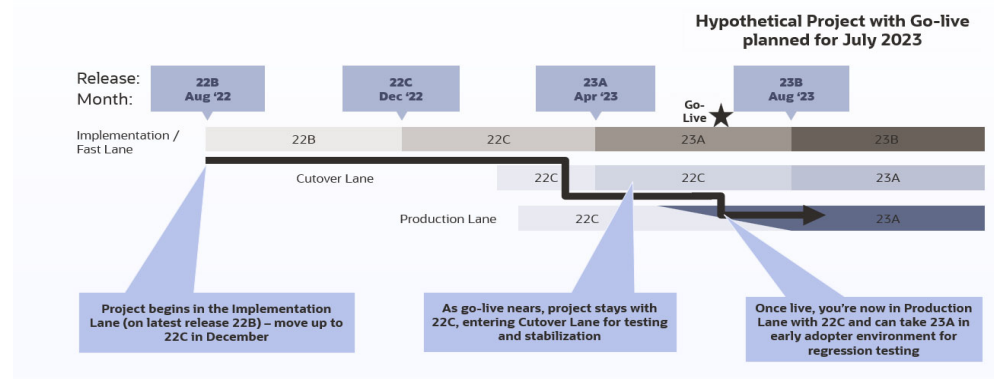 Hypothetical Project with Go-live
planned for July 2023
Release:
Month:
22B
Aug ‘22
22C
Dec ‘22
23A
Apr ‘23
23B
Aug ‘23
Go-
Live
Implementation /
Fast Lane
22B
22C
23A
23B
Cutover Lane
22C
22C
23A
Production Lane
22C
23A
Project begins in the Implementation
Lane (on latest release 22B) – move up to
22C in December
As go-live nears, project stays with
22C, entering Cutover Lane for testing
and stabilization
Once live, you’re now in Production
Lane with 22C and can take 23A in
early adopter environment for
regression testing